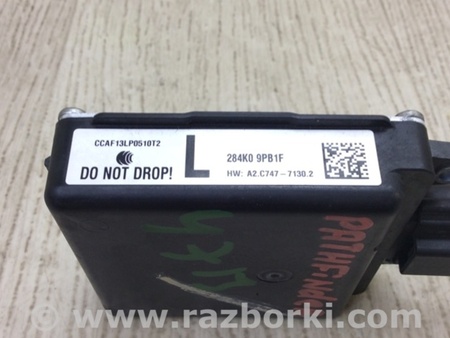 CCAF13LP0510T2
DO NOT DROP!
L
284K0 9PB1F
HW: A2.C747-7130.2
www.razborki.com